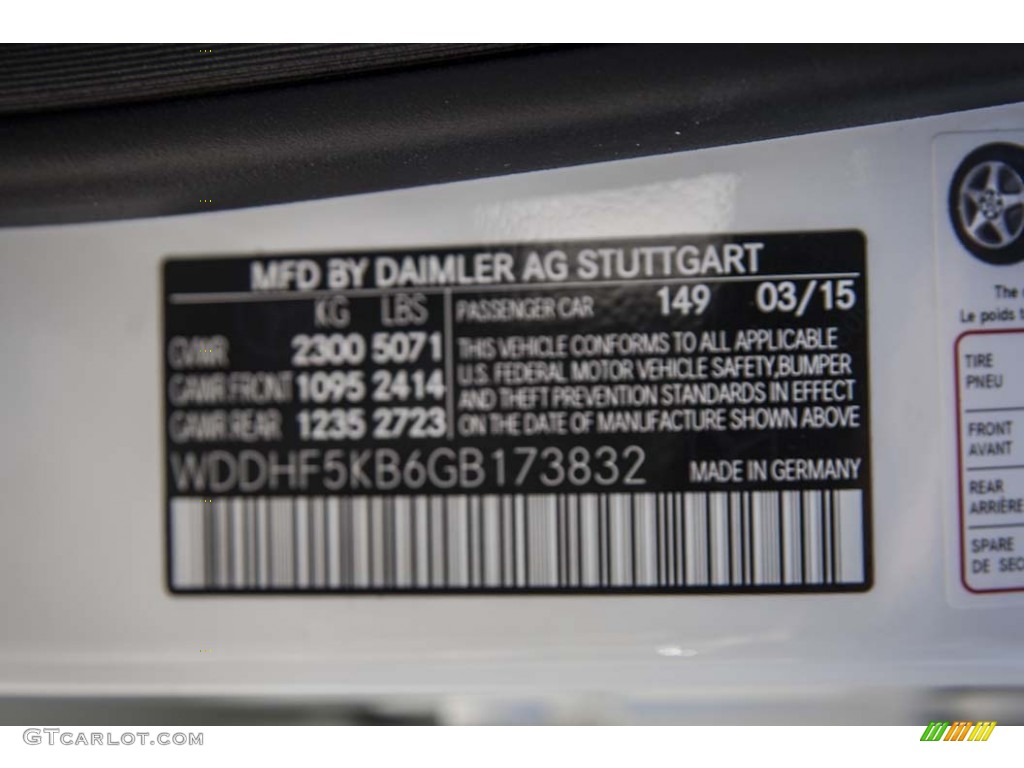 MFD BY DAIMLER AG STUTTGART
KG LBS
PASSENGER CAR 149 03/15
GVWR 2300 5071
GAWR FRONT 1095 2414
GAWR REAR 1235 2723
THIS VEHICLE CONFORMS TO ALL APPLICABLE
U.S. FEDERAL MOTOR VEHICLE SAFETY,BUMPER
AND THEFT PREVENTION STANDARDS IN EFFECT
ON THE DATE OF MANUFACTURE SHOWN ABOVE
WDDHF5KB6GB173832 MADE IN GERMANY
The
Le poids
TIRE
PNEU
FRONT
AVANT
REAR
ARRIÈRE
SPARE
DE SEC
GTCARLOT.COM